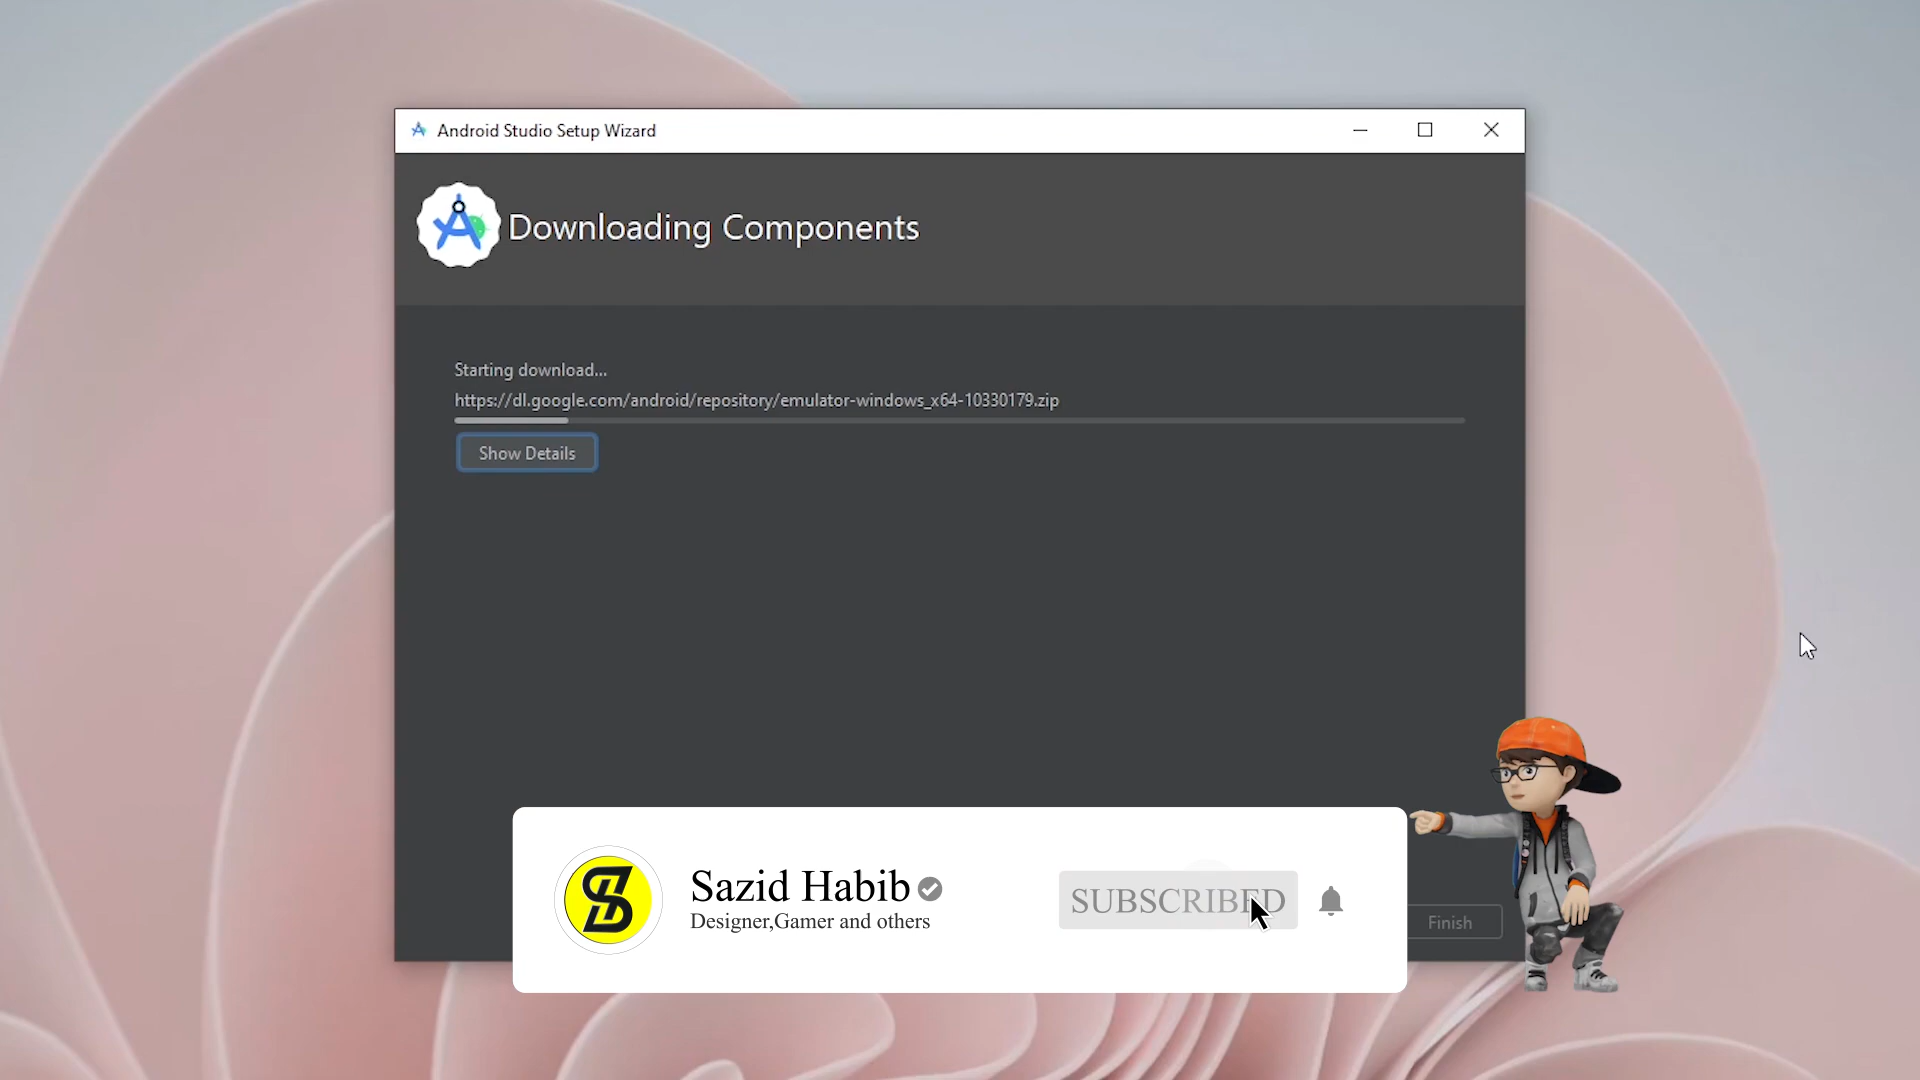 Android Studio Setup Wizard
Downloading Components
Starting download...
https://dl.google.com/android/repository/emulator-windows_x64-10330179.zip
Show Details
Sazid Habib
Designer,Gamer and others
SUBSCRIBED
Finish